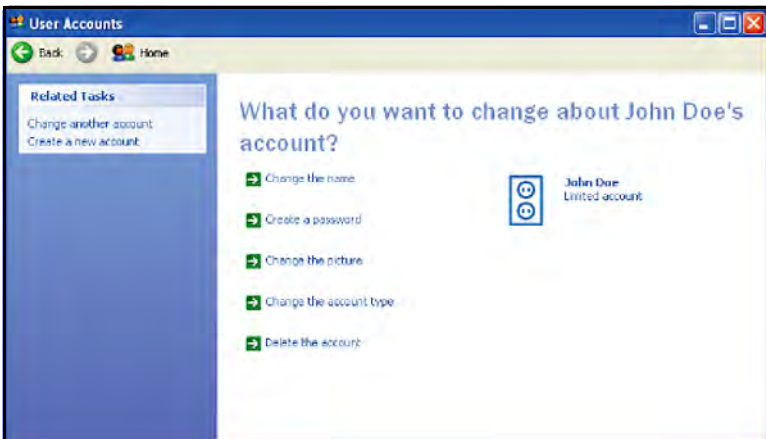 User Accounts
Back Home
Related Tasks
Change another account
Create a new account
What do you want to change about John Doe's
account?
Change the name
John Doe
Limited account
Create a password
Change the picture
Change the account type
Delete the account